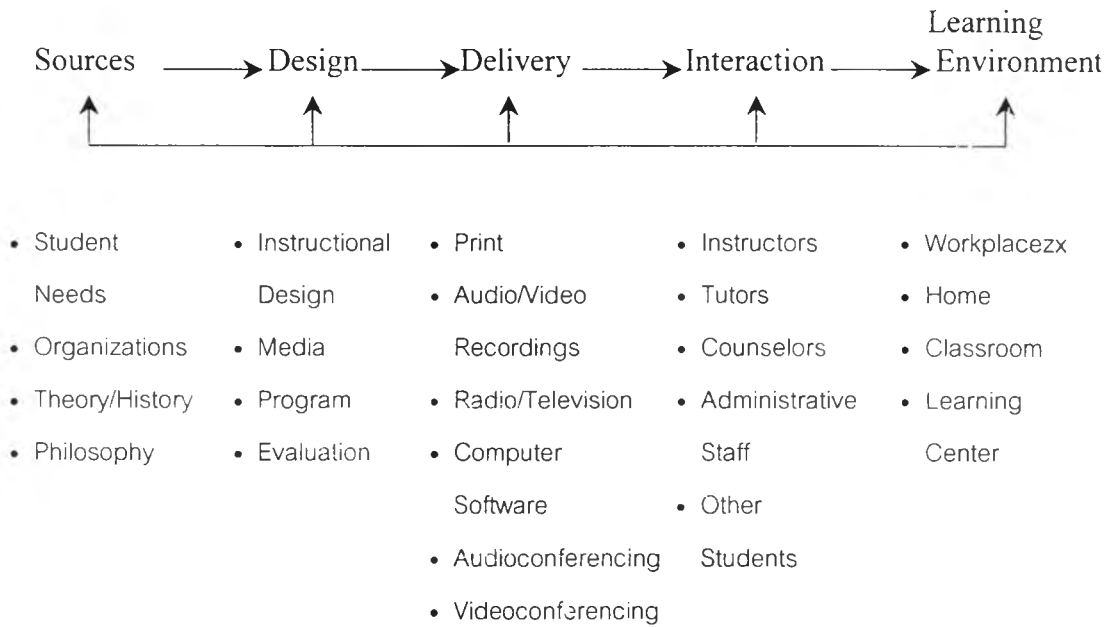 Learning
Sources Design Delivery Interaction Environment
• Student
Needs
• Organizations
• Theory/History
• Philosophy
• Instructional
Design
• Media
• Program
• Evaluation
• Print
• Audio/Video
Recordings
• Radio/Television
• Computer
Software
• Audioconferencing
• Videoconferencing
• Instructors
• Tutors
• Counselors
• Administrative
Staff
• Other
Students
• Workplacezx
• Home
• Classroom
• Learning
Center